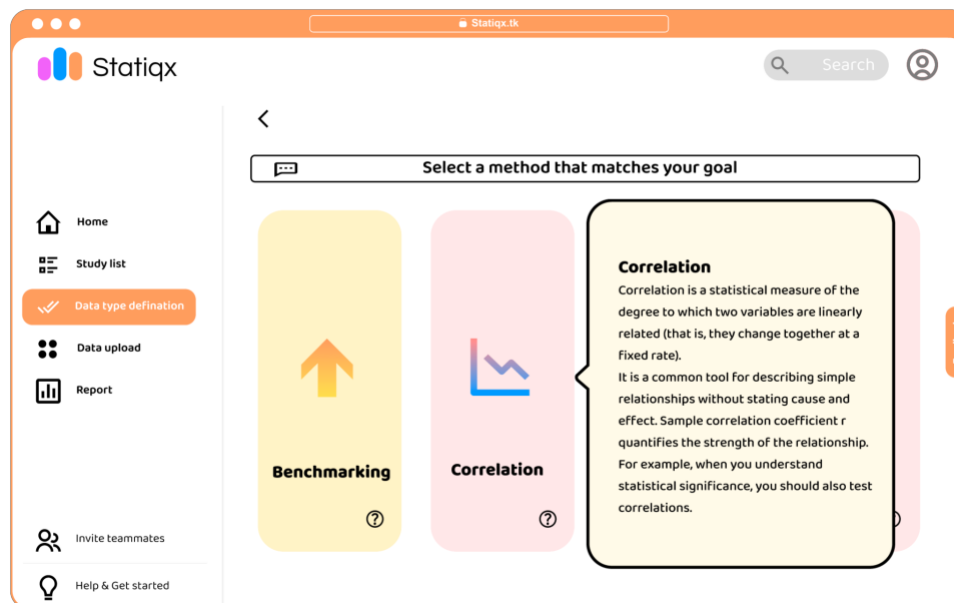 Statiqx.tk
Statiqx
Search
Select a method that matches your goal
Home
Study list
Data type defination
Data upload
Report
Invite teammates
Help & Get started
Benchmarking
Correlation
Correlation
Correlation is a statistical measure of the
degree to which two variables are linearly
related (that is, they change together at a
fixed rate).
It is a common tool for describing simple
relationships without stating cause and
effect. Sample correlation coefficient r
quantifies the strength of the relationship.
For example, when you understand
statistical significance, you should also test
correlations.